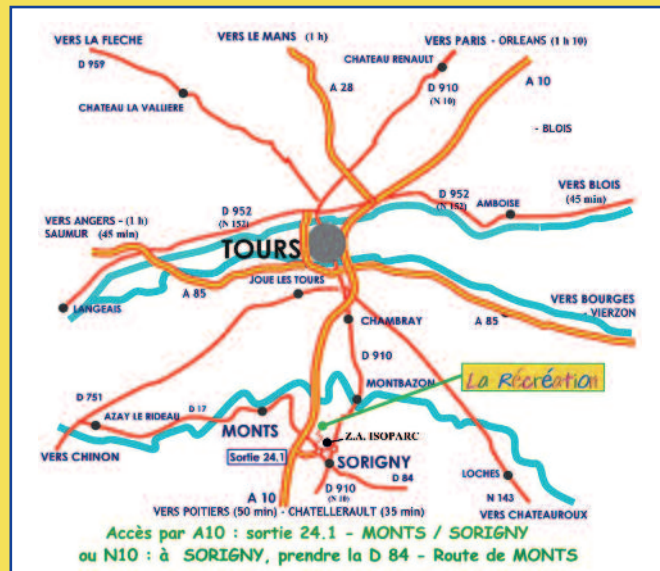 VERS LA FLECHE
D 959
CHATEAU LA VALLIERE
VERS LE MANS (1 h)
A 28
CHATEAU RENAULT
VERS PARIS - ORLEANS (1 h 10)
D 910
(N 10)
A 10
- BLOIS
VERS ANGERS - (1 h)
SAUMUR (45 min)
D 952
(N 152)
D 952
(N 152)
AMBOISE
VERS BLOIS
(45 min)
TOURS
LANGEAIS
A 85
JOUE LES TOURS
CHAMBRAY
A 85
VERS BOURGES
- VIERZON
D 910
La Récréation
MONTBAZON
D 751
AZAY LE RIDEAU
D 17
MONTS
Z.A. ISOPARC
VERS CHINON
Sortie 24.1
SORIGNY
D 84
LOCHES
A 10
D 910
(N 10)
N 143
VERS POITIERS (50 min) - CHATELLERAULT (35 min)
VERS CHATEAUROUX
Accès par A10 : sortie 24.1 - MONTS / SORIGNY
ou N10 : à SORIGNY, prendre la D 84 - Route de MONTS